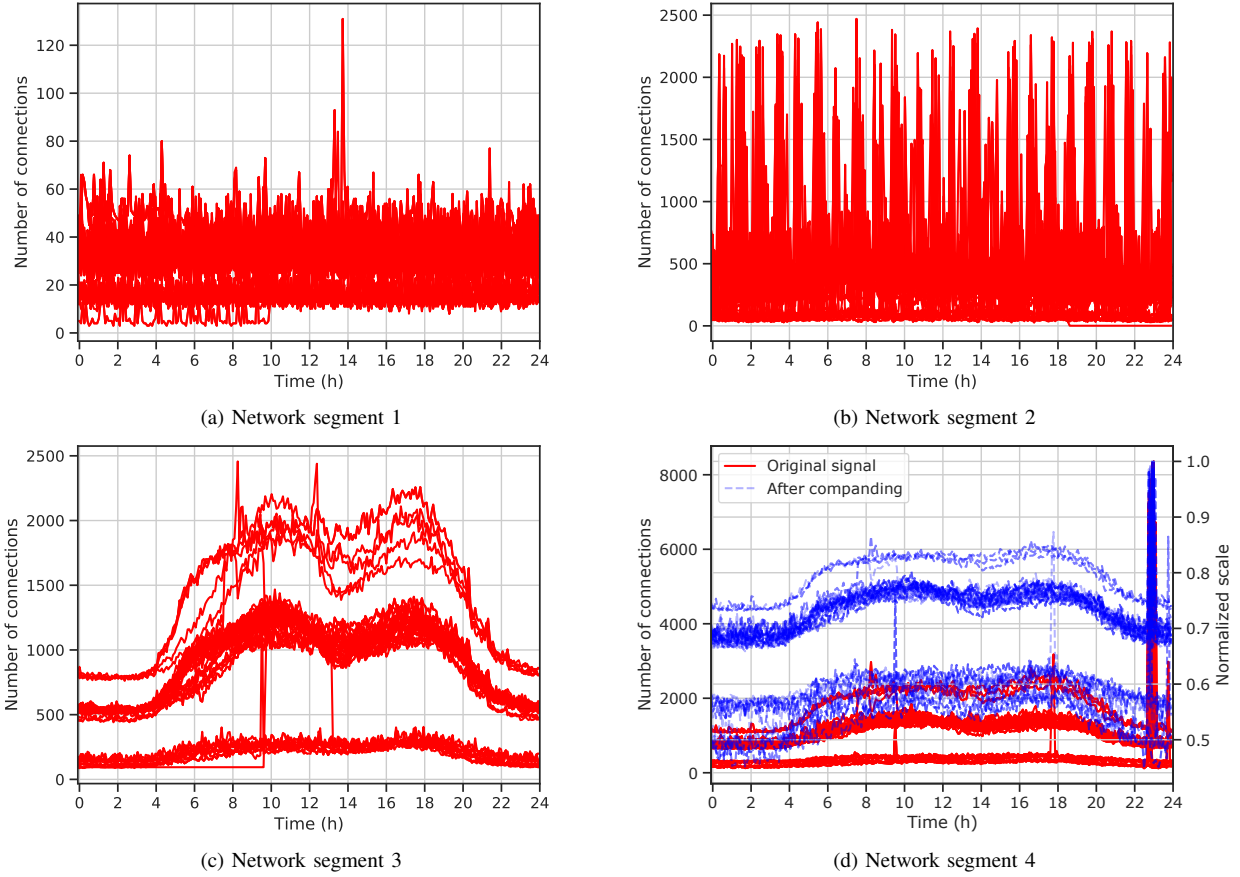 Number of connections
120
100
80
60
40
20
0
0 2 4 6 8 10 12 14 16 18 20 22 24
Time (h)
(a) Network segment 1
Number of connections
2500
2000
1500
1000
500
0
0 2 4 6 8 10 12 14 16 18 20 22 24
Time (h)
(b) Network segment 2
Number of connections
2500
2000
1500
1000
500
0
0 2 4 6 8 10 12 14 16 18 20 22 24
Time (h)
(c) Network segment 3
Number of connections
8000
6000
4000
2000
0
Original signal
After companding
1.0
0.9
0.8
0.7
0.6
0.5
Normalized scale
0 2 4 6 8 10 12 14 16 18 20 22 24
Time (h)
(d) Network segment 4